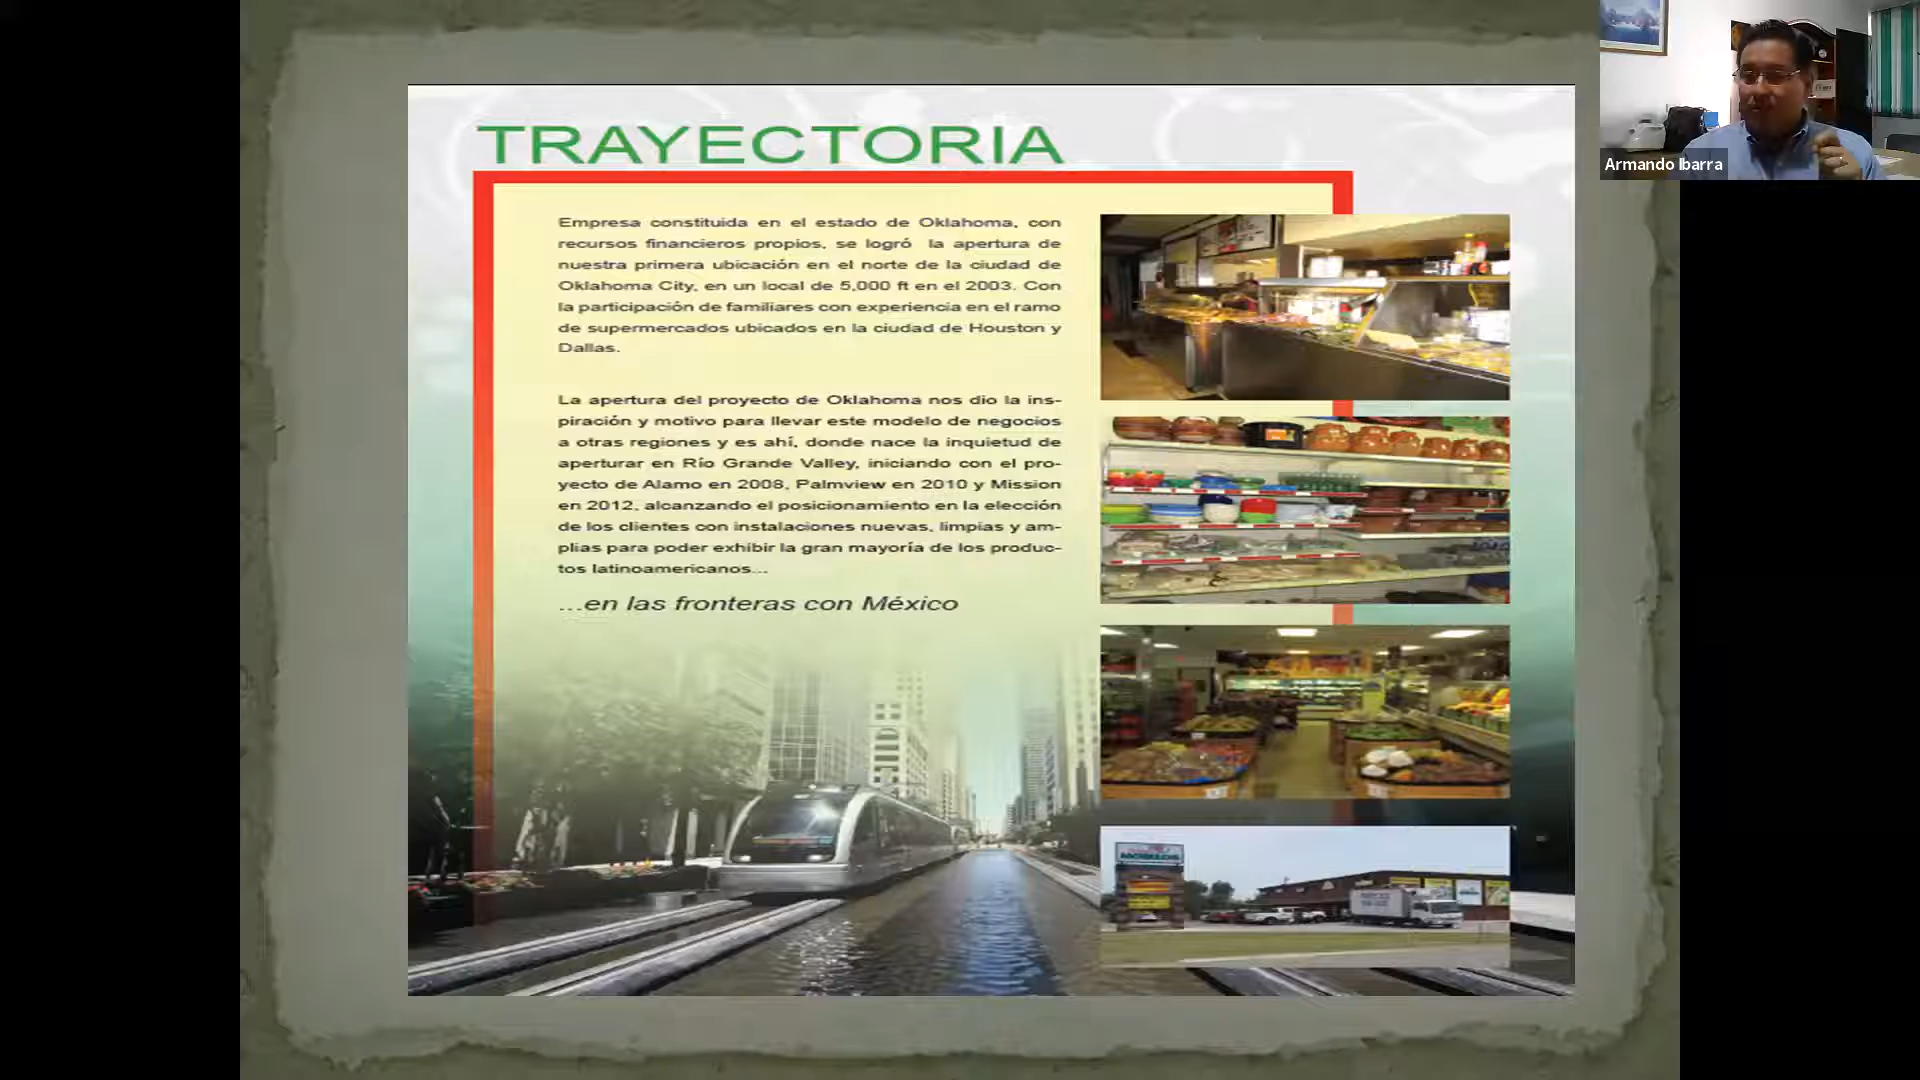 TRAYECTORIA
Empresa constituida en el estado de Oklahoma, con
recursos financieros propios, se logró la apertura de
nuestra primera ubicación en el norte de la ciudad de
Oklahoma City, en un local de 5,000 ft en el 2003. Con
la participación de familiares con experiencia en el ramo
de supermercados ubicados en la ciudad de Houston y
Dallas.
La apertura del proyecto de Oklahoma nos dio la ins-
piración y motivo para llevar este modelo de negocios
a otras regiones y es ahí, donde nace la inquietud de
aperturar en Río Grande Valley, iniciando con el pro-
yecto de Alamo en 2008, Palmview en 2010 y Mission
en 2012, alcanzando el posicionamiento en la elección
de los clientes con instalaciones nuevas, limpias y am-
plias para poder exhibir la gran mayoría de los produc-
tos latinoamericanos...
...en las fronteras con México
Armando Ibarra